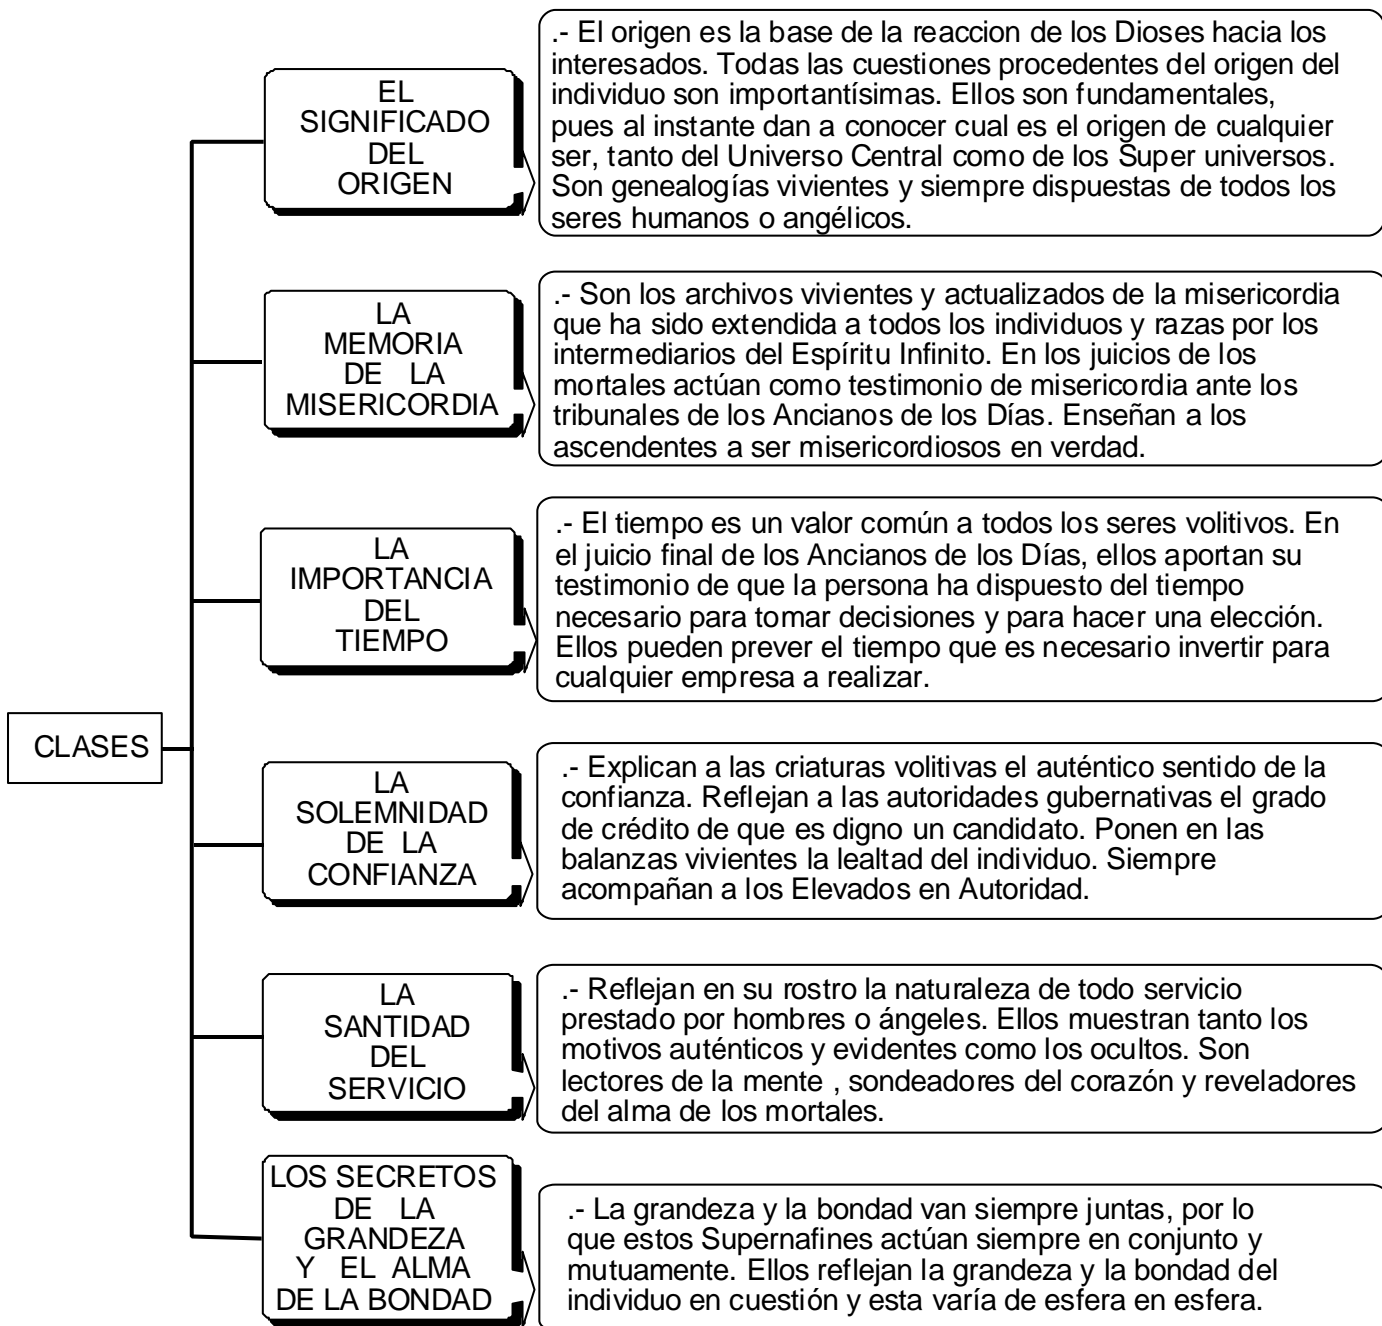 EL
SIGNIFICADO
DEL
ORIGEN
.- El origen es la base de la reaccion de los Dioses hacia los
interesados. Todas las cuestiones procedentes del origen del
individuo son importantísimas. Ellos son fundamentales,
pues al instante dan a conocer cual es el origen de cualquier
ser, tanto del Universo Central como de los Super universos.
Son genealogías vivientes y siempre dispuestas de todos los
seres humanos o angélicos.
LA
MEMORIA
DE LA
MISERICORDIA
.- Son los archivos vivientes y actualizados de la misericordia
que ha sido extendida a todos los individuos y razas por los
intermediarios del Espíritu Infinito. En los juicios de los
mortales actúan como testimonio de misericordia ante los
tribunales de los Ancianos de los Días. Enseñan a los
ascendentes a ser misericordiosos en verdad.
LA
IMPORTANCIA
DEL
TIEMPO
.- El tiempo es un valor común a todos los seres volitivos. En
el juicio final de los Ancianos de los Días, ellos aportan su
testimonio de que la persona ha dispuesto del tiempo
necesario para tomar decisiones y para hacer una elección.
Ellos pueden prever el tiempo que es necesario invertir para
cualquier empresa a realizar.
CLASES
LA
SOLEMNIDAD
DE LA
CONFIANZA
.- Explican a las criaturas volitivas el auténtico sentido de la
confianza. Reflejan a las autoridades gubernativas el grado
de crédito de que es digno un candidato. Ponen en las
balanzas vivientes la lealtad del individuo. Siempre
acompañan a los Elevados en Autoridad.
LA
SANTIDAD
DEL
SERVICIO
.- Reflejan en su rostro la naturaleza de todo servicio
prestado por hombres o ángeles. Ellos muestran tanto los
motivos auténticos y evidentes como los ocultos. Son
lectores de la mente , sondeadores del corazón y reveladores
del alma de los mortales.
LOS SECRETOS
DE LA
GRANDEZA
Y EL ALMA
DE LA BONDAD
.- La grandeza y la bondad van siempre juntas, por lo
que estos Supernafines actúan siempre en conjunto y
mutuamente. Ellos reflejan la grandeza y la bondad del
individuo en cuestión y esta varía de esfera en esfera.